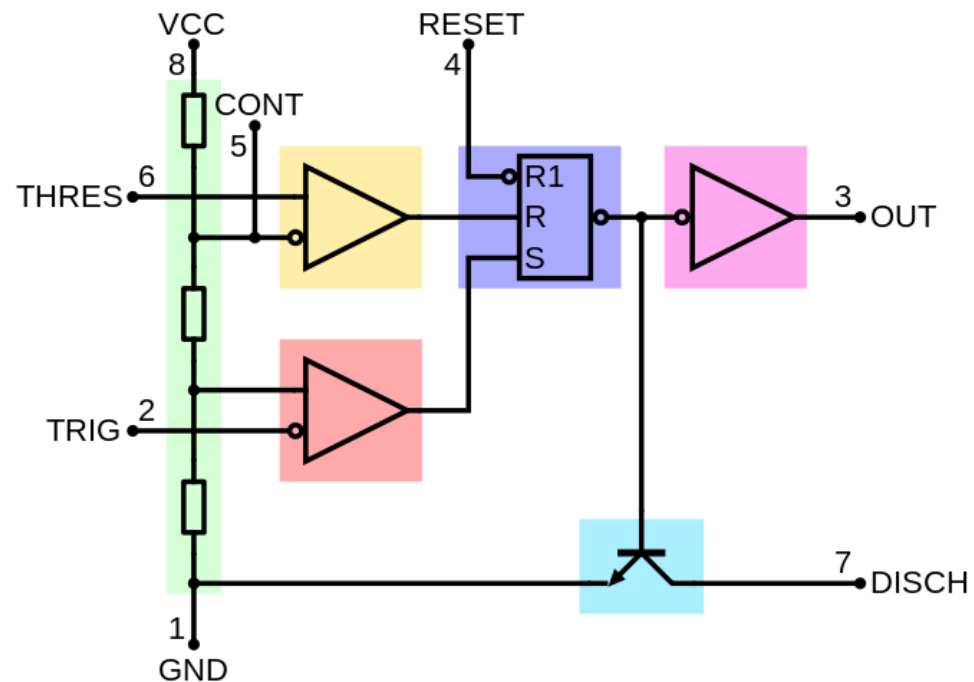 VCC
RESET
8
4
CONT
5
THRES
6
R1
R
S
3
OUT
TRIG
2
7
DISCH
1
GND